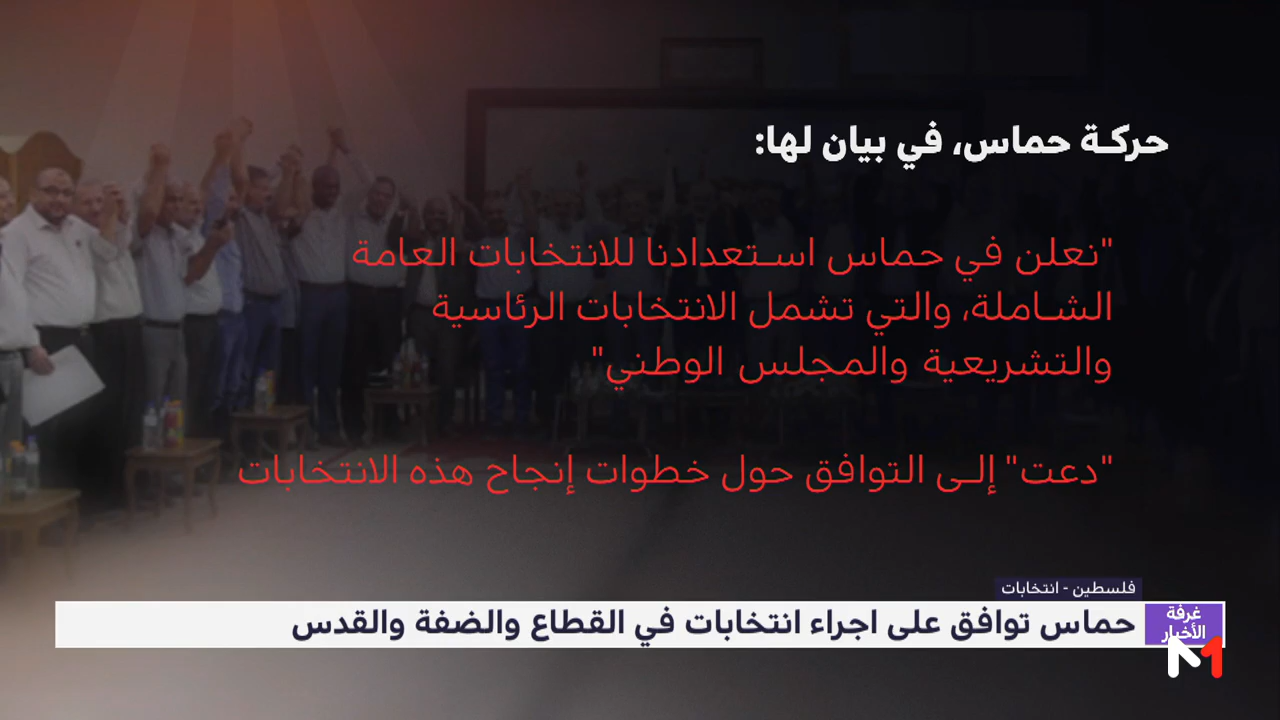 حركة حماس، في بيان لها:
"نعلن في حماس استعدادنا للانتخابات العامة
الشاملة، والتي تشمل الانتخابات الرئاسية
والتشريعية والمجلس الوطني"
"دعت" إلى التوافق حول خطوات إنجاح هذه الانتخابات
فلسطين - انتخابات
حماس توافق على اجراء انتخابات في القطاع والضفة والقدس
غرفة
الأخبار
M1